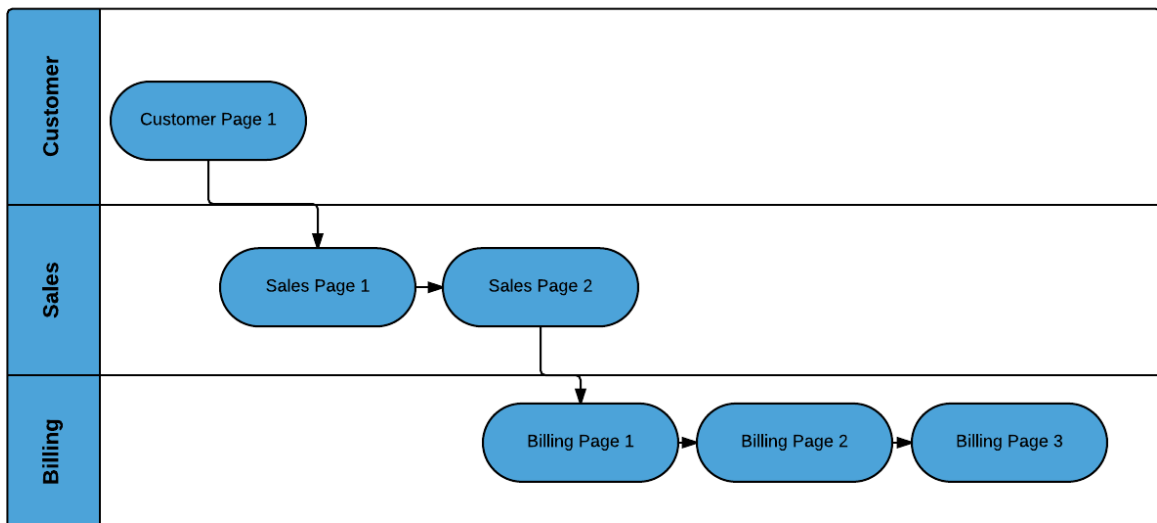 Customer
Customer Page 1
Sales
Sales Page 1
Sales Page 2
Billing
Billing Page 1
Billing Page 2
Billing Page 3